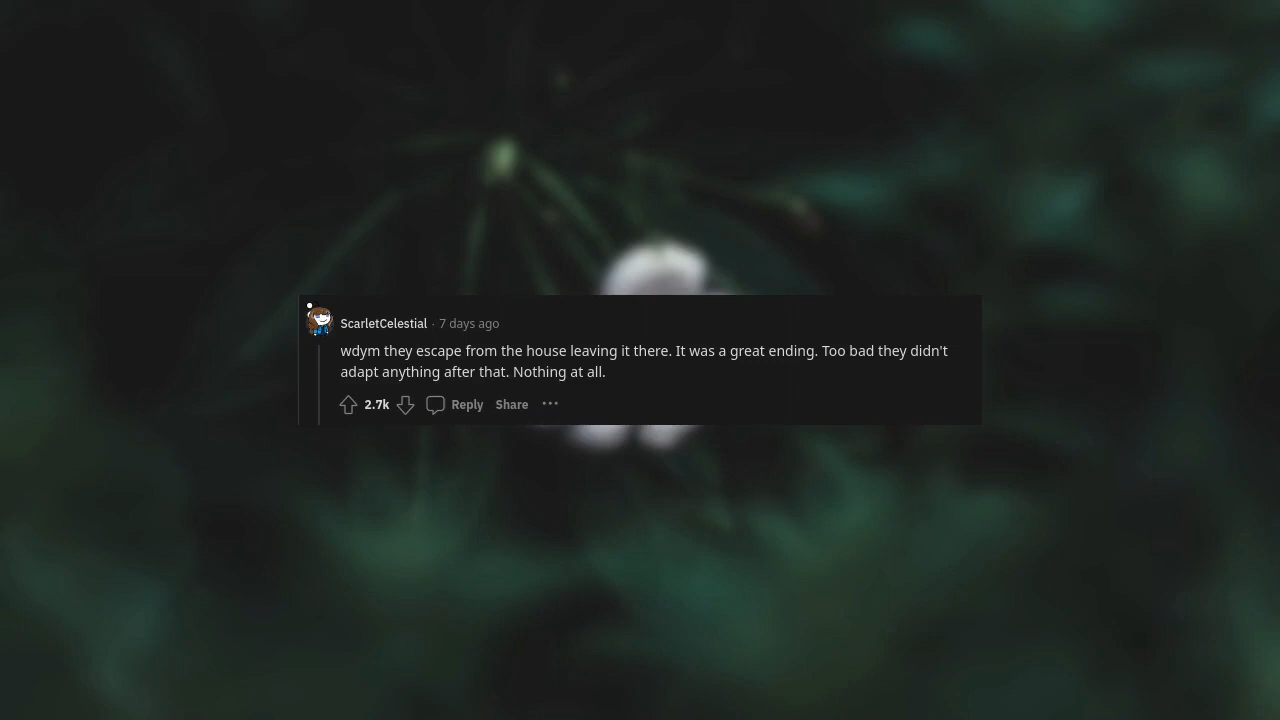 ScarletCelestial · 7 days ago
wdym they escape from the house leaving it there. It was a great ending. Too bad they didn't
adapt anything after that. Nothing at all.
2.7k Reply Share ···